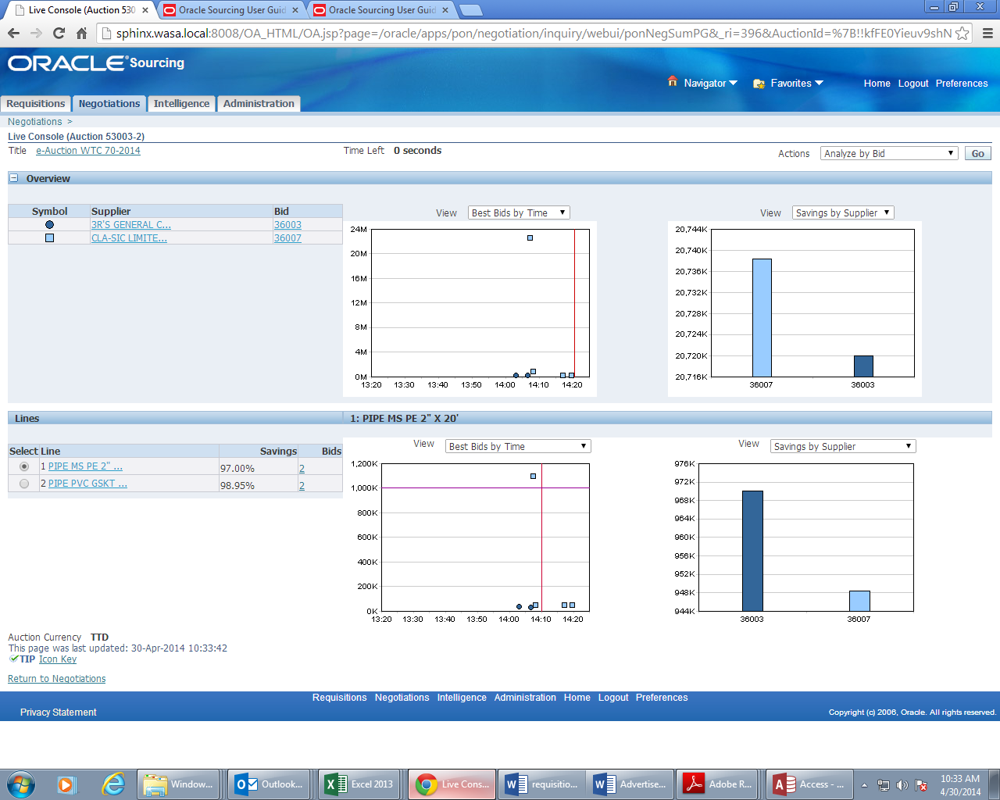 Live Console (Auction 530
Oracle Sourcing User Guid
Oracle Sourcing User Guid
sphinx.wasa.local:8008/OA_HTML/OA.jsp?page=/oracle/apps/pon/negotiation/inquiry/webui/ponNegSumPG&_ri=396&AuctionId=%7B!!kfFE0Yieuv9shN
ORACLE Sourcing
Navigator Favorites Home Logout Preferences
Requisitions Negotiations Intelligence Administration
Negotiations >
Live Console (Auction 53003-2)
Title e-Auction WTC 70-2014 Time Left 0 seconds Actions Analyze by Bid Go
Overview
Symbol Supplier Bid
3R'S GENERAL C... 36003
CLA-SIC LIMITE... 36007
View Best Bids by Time
24M
20M
16M
12M
8M
4M
0M
13:20 13:30 13:40 13:50 14:00 14:10 14:20
View Savings by Supplier
20,744K
20,740K
20,736K
20,732K
20,728K
20,724K
20,720K
20,716K
36007 36003
Lines
Select Line Savings Bids
1 PIPE MS PE 2" ... 97.00% 2
2 PIPE PVC GSKT ... 98.95% 2
1: PIPE MS PE 2" X 20'
View Best Bids by Time
1,200K
1,000K
800K
600K
400K
200K
0K
13:20 13:30 13:40 13:50 14:00 14:10 14:20
View Savings by Supplier
976K
972K
968K
964K
960K
956K
952K
948K
944K
36003 36007
Auction Currency TTD
This page was last updated: 30-Apr-2014 10:33:42
TIP Icon Key
Return to Negotiations
Requisitions Negotiations Intelligence Administration Home Logout Preferences
Privacy Statement
Copyright (c) 2006, Oracle. All rights reserved.
Window...
Outlook...
Excel 2013
Live Cons...
requisitio...
Advertise...
Adobe R...
Access - ...
10:33 AM
4/30/2014